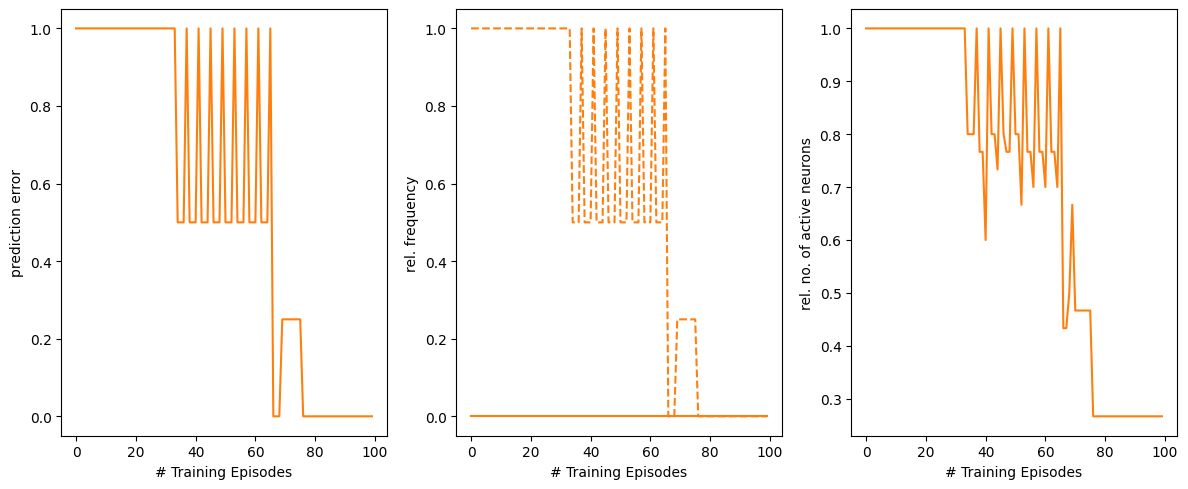 prediction error
1.0
0.8
0.6
0.4
0.2
0.0
0 20 40 60 80 100
# Training Episodes
rel. frequency
1.0
0.8
0.6
0.4
0.2
0.0
0 20 40 60 80 100
# Training Episodes
rel. no. of active neurons
1.0
0.9
0.8
0.7
0.6
0.5
0.4
0.3
0 20 40 60 80 100
# Training Episodes